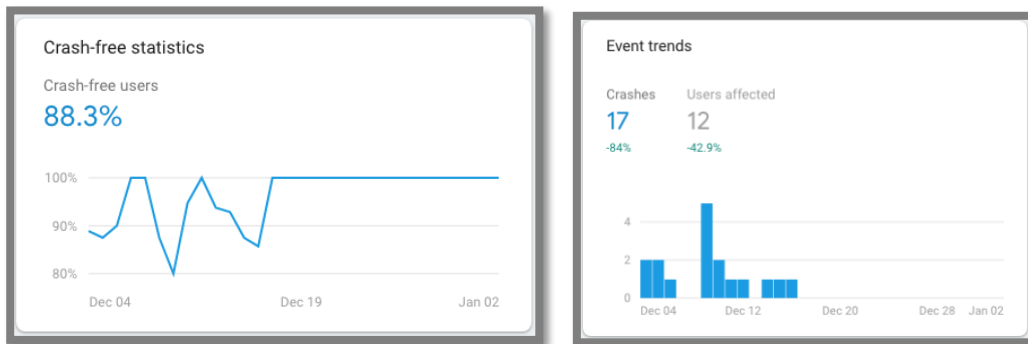 Crash-free statistics
Crash-free users
88.3%
100%
90%
80%
Dec 04 Dec 19 Jan 02
Event trends
Crashes Users affected
17 12
-84% -42.9%
4
2
0
Dec 04 Dec 12 Dec 20 Dec 28 Jan 02